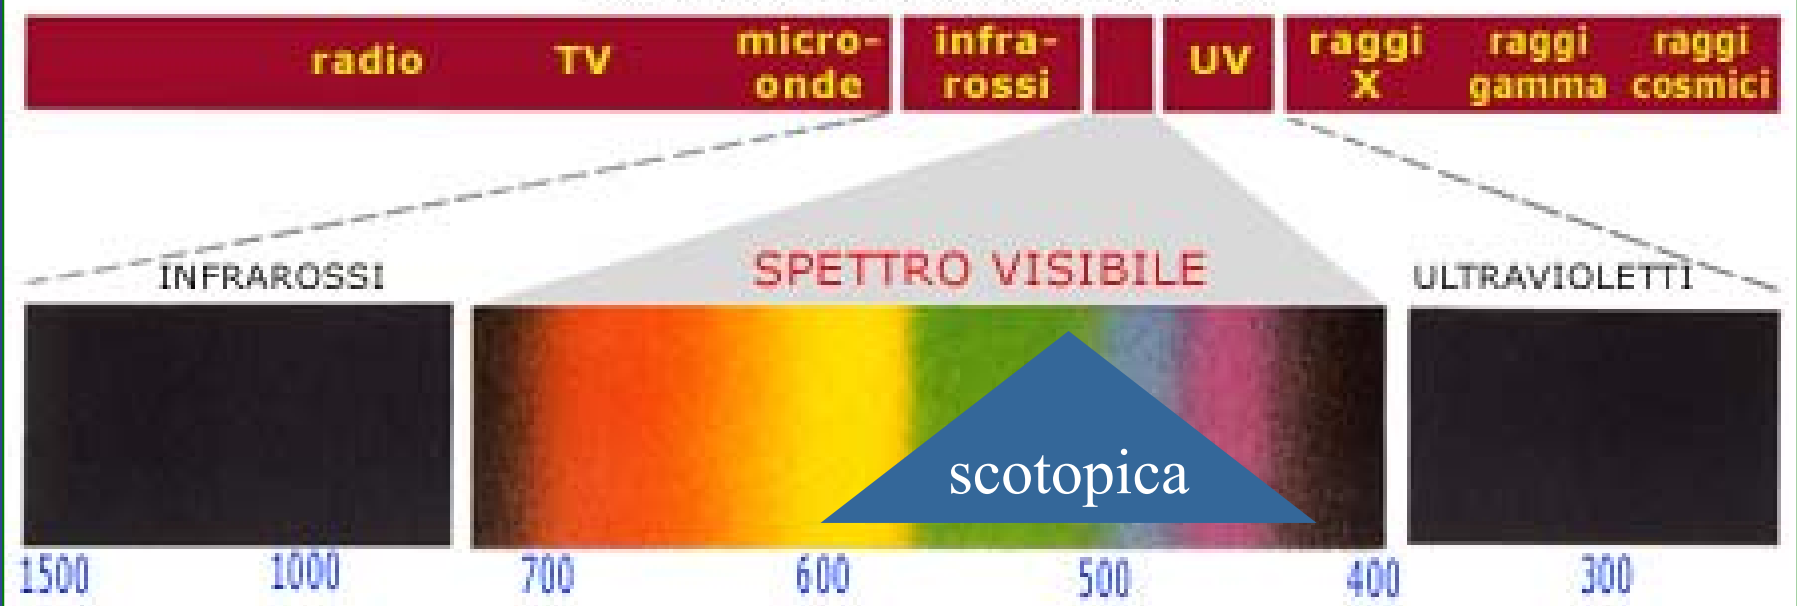 radio TV micro-onde infra-rossi UV raggi X raggi gamma raggi cosmici
INFRAROSSI SPETTRO VISIBILE ULTRAVIOLETTI
scotopica
1500 1000 700 600 500 400 300